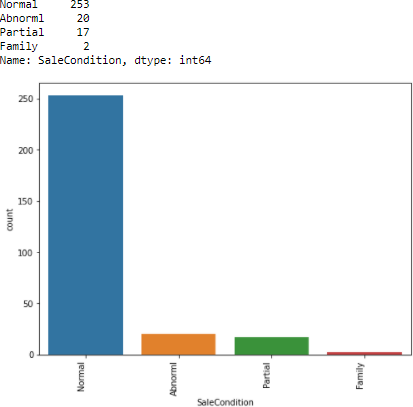 Normal     253
Abnorml     20
Partial     17
Family       2
Name: SaleCondition, dtype: int64
250
200
150
100
50
0
count
Normal
Abnorml
Partial
Family
SaleCondition